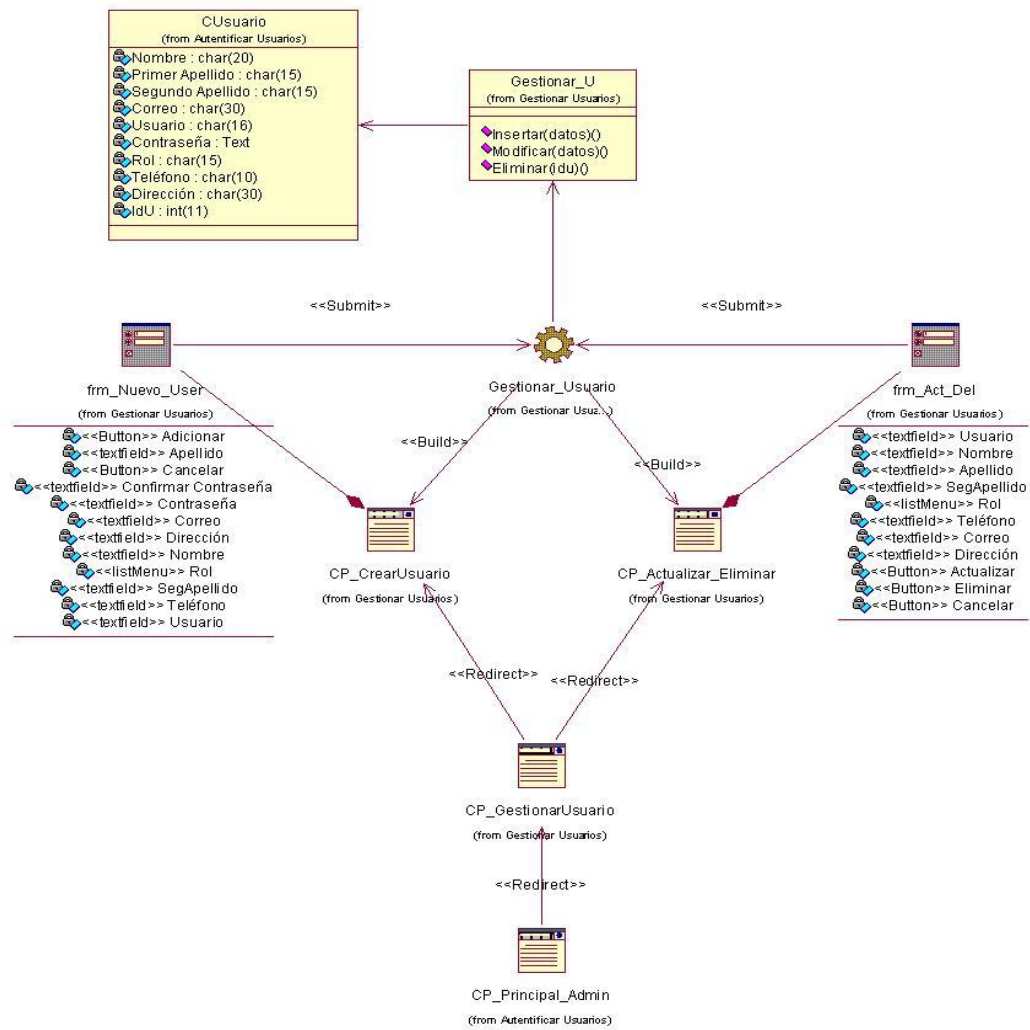 CUsuario
(from Autentificar Usuarios)
Nombre : char(20)
Primer Apellido : char(15)
Segundo Apellido : char(15)
Correo : char(30)
Usuario : char(16)
Contraseña : Text
Rol : char(15)
Teléfono : char(10)
Dirección : char(30)
IdU : int(11)
Gestionar_U
(from Gestionar Usuarios)
Insertar(datos)()
Modificar(datos)()
Eliminar(idu)()
<<Submit>>
<<Submit>>
frm_Nuevo_User
(from Gestionar Usuarios)
<<Button>> Adicionar
<<textfield>> Apellido
<<Button>> Cancelar
<<textfield>> Confirmar Contraseña
<<textfield>> Contraseña
<<textfield>> Correo
<<textfield>> Dirección
<<textfield>> Nombre
<<listMenu>> Rol
<<textfield>> SegApellido
<<textfield>> Teléfono
<<textfield>> Usuario
Gestionar_Usuario
(from Gestionar Usua...)
frm_Act_Del
(from Gestionar Usuarios)
<<textfield>> Usuario
<<textfield>> Nombre
<<textfield>> Apellido
<<textfield>> SegApellido
<<listMenu>> Rol
<<textfield>> Teléfono
<<textfield>> Correo
<<textfield>> Dirección
<<Button>> Actualizar
<<Button>> Eliminar
<<Button>> Cancelar
<<Build>>
<<Build>>
CP_CrearUsuario
(from Gestionar Usuarios)
CP_Actualizar_Eliminar
(from Gestionar Usuarios)
<<Redirect>>
<<Redirect>>
CP_GestionarUsuario
(from Gestionar Usuarios)
<<Redirect>>
CP_Principal_Admin
(from Autentificar Usuarios)